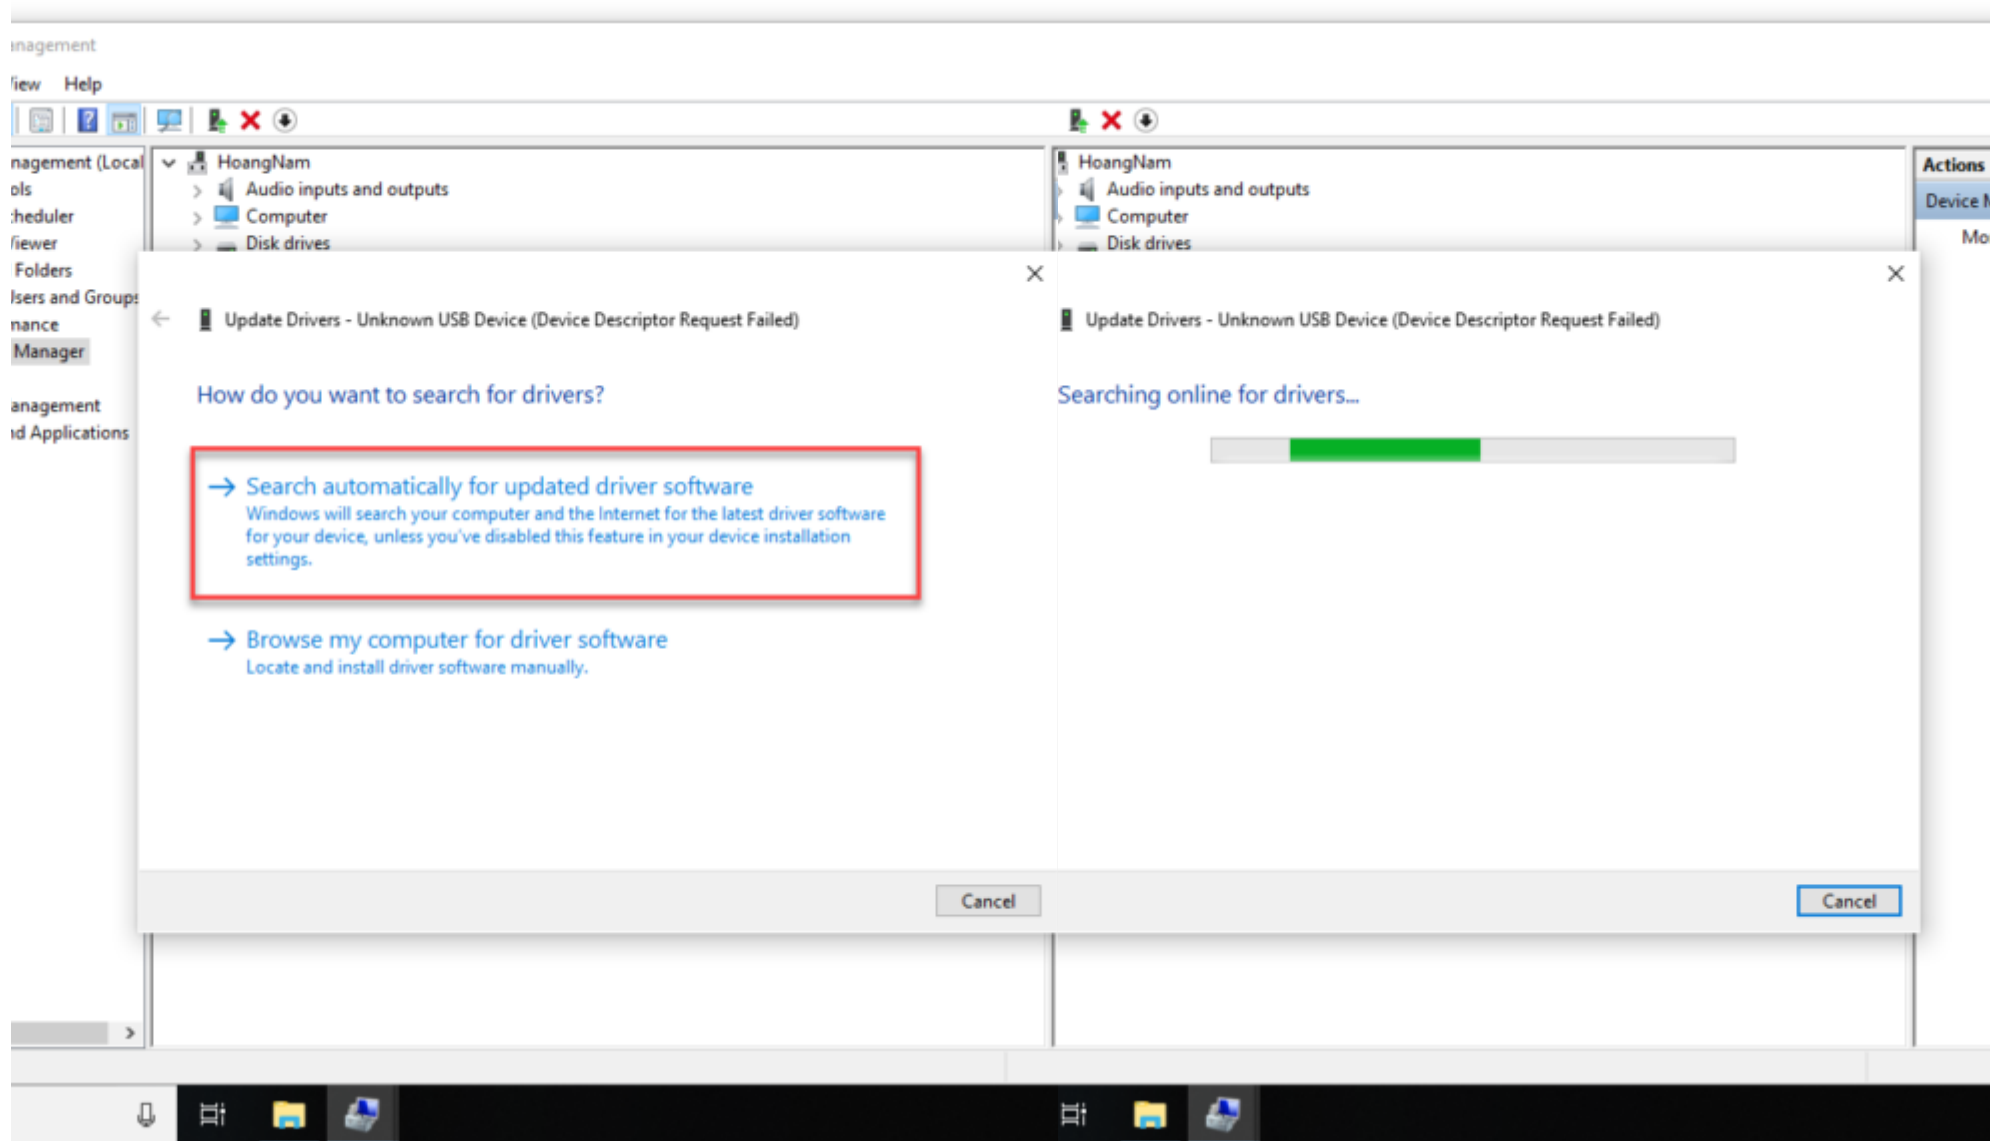 anagement
iew Help
nagement (Local
ols
cheduler
iewer
Folders
sers and Groups
mance
Manager
anagement
nd Applications
HoangNam
Audio inputs and outputs
Computer
Disk drives
Update Drivers - Unknown USB Device (Device Descriptor Request Failed)
How do you want to search for drivers?
Search automatically for updated driver software
Windows will search your computer and the Internet for the latest driver software
for your device, unless you've disabled this feature in your device installation
settings.
Browse my computer for driver software
Locate and install driver software manually.
Cancel
HoangNam
Audio inputs and outputs
Computer
Disk drives
Update Drivers - Unknown USB Device (Device Descriptor Request Failed)
Searching online for drivers...
Cancel
Actions
Device M
Mo